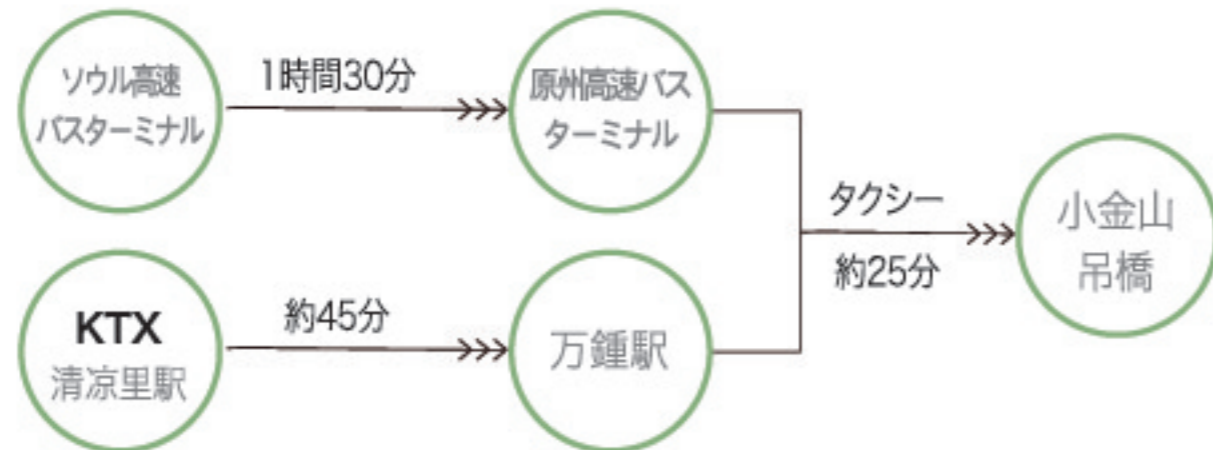 ソウル高速
バスターミナル
1時間30分
原州高速バス
ターミナル
KTX
清凉里駅
約45分
万鍾駅
タクシー
約25分
小金山
吊橋